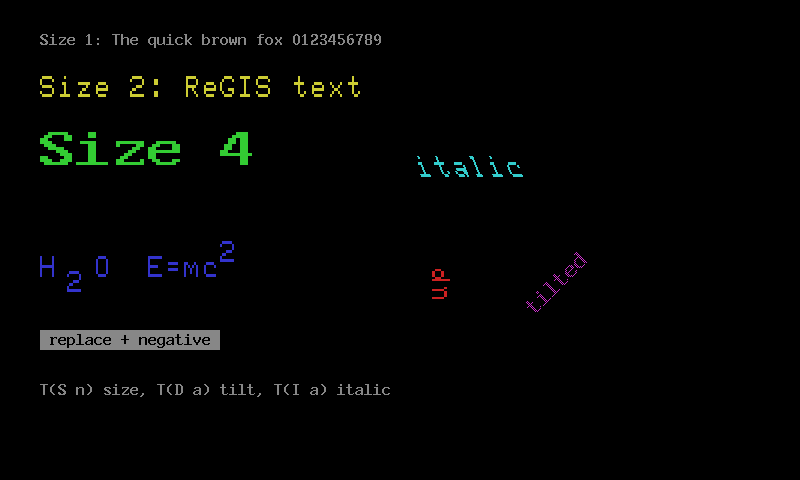 Size 1: The quick brown fox 0123456789
Size 2: ReGIS text
Size 4
italic
H2O E=mc2
up
tilted
replace + negative
T(S n) size, T(D a) tilt, T(I a) italic